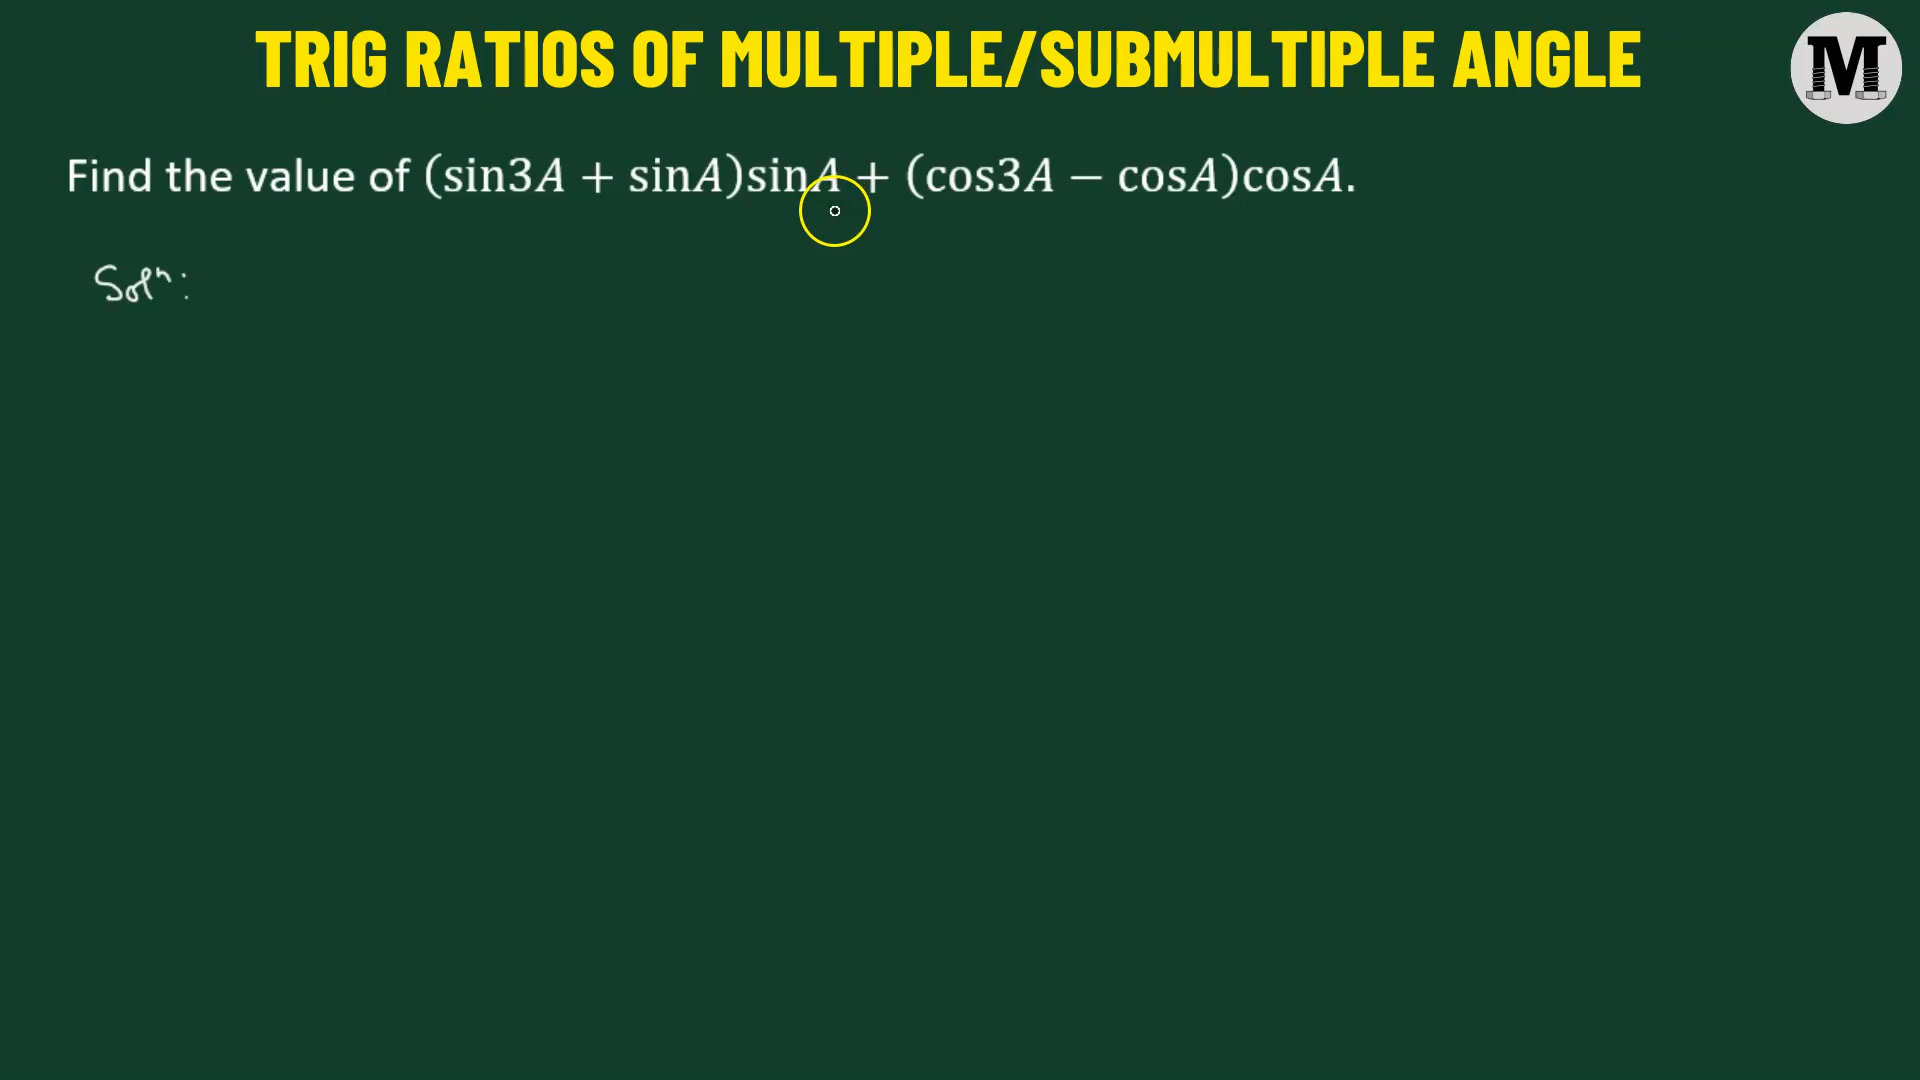 TRIG RATIOS OF MULTIPLE/SUBMULTIPLE ANGLE
M
Find the value of (sin3A + sinA)sinA + (cos3A − cosA)cosA.
Solⁿ: